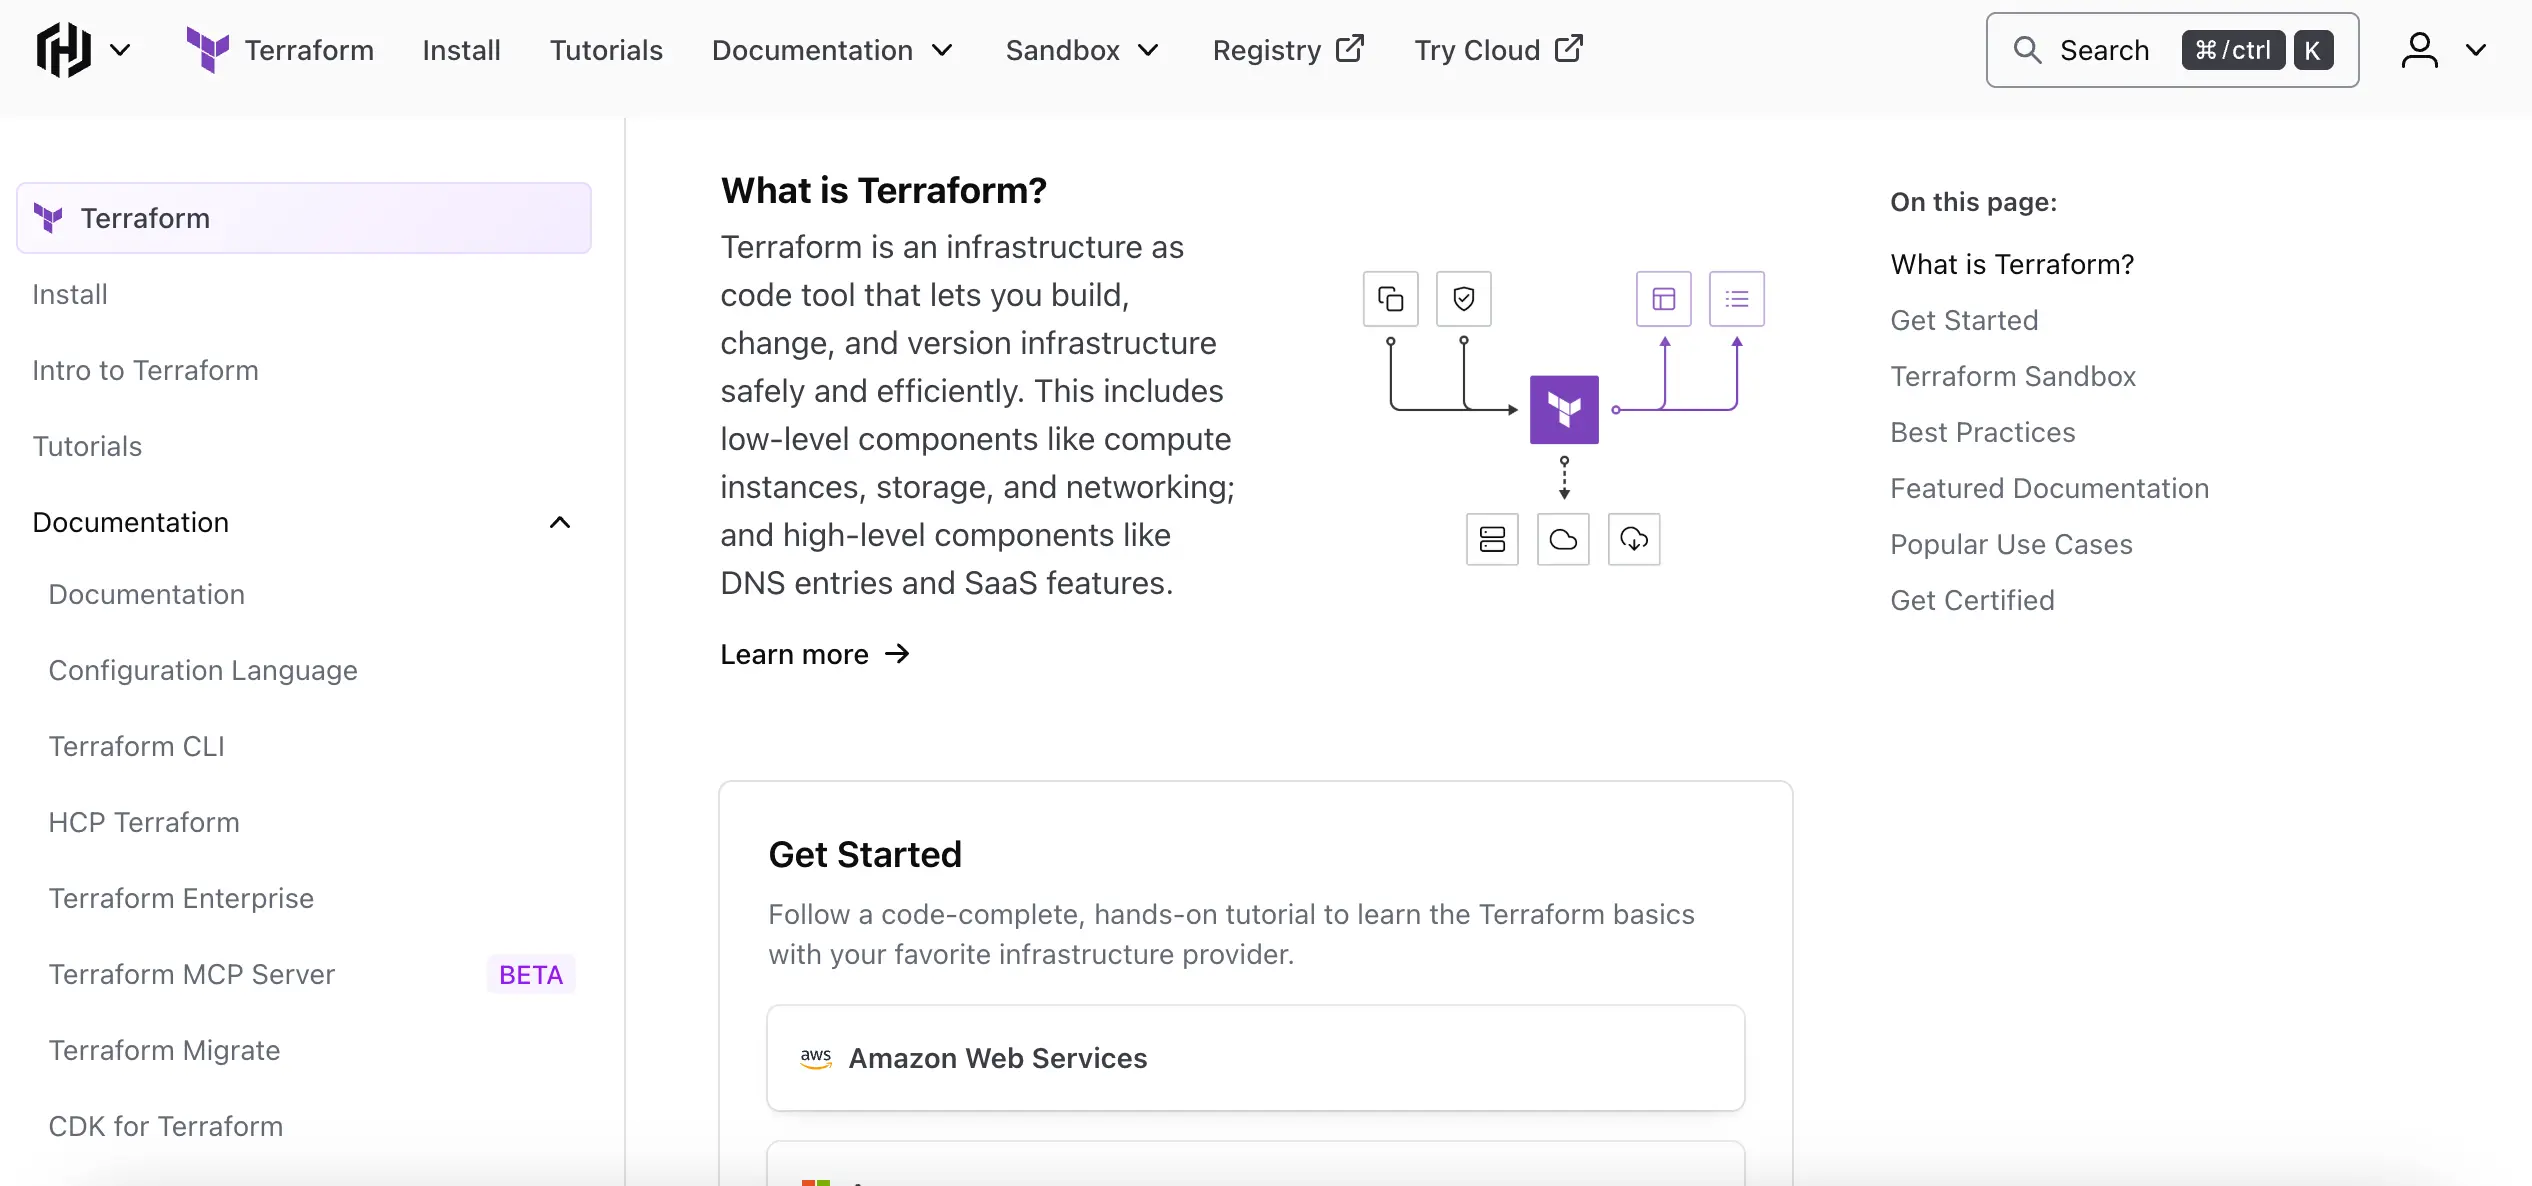 Terraform
Install
Tutorials
Documentation
Sandbox
Registry
Try Cloud
Search
⌘/ctrl
K
Terraform
Install
Intro to Terraform
Tutorials
Documentation
Documentation
Configuration Language
Terraform CLI
HCP Terraform
Terraform Enterprise
Terraform MCP Server
BETA
Terraform Migrate
CDK for Terraform
What is Terraform?
Terraform is an infrastructure as
code tool that lets you build,
change, and version infrastructure
safely and efficiently. This includes
low-level components like compute
instances, storage, and networking;
and high-level components like
DNS entries and SaaS features.
Learn more
Get Started
Follow a code-complete, hands-on tutorial to learn the Terraform basics
with your favorite infrastructure provider.
aws
Amazon Web Services
On this page:
What is Terraform?
Get Started
Terraform Sandbox
Best Practices
Featured Documentation
Popular Use Cases
Get Certified